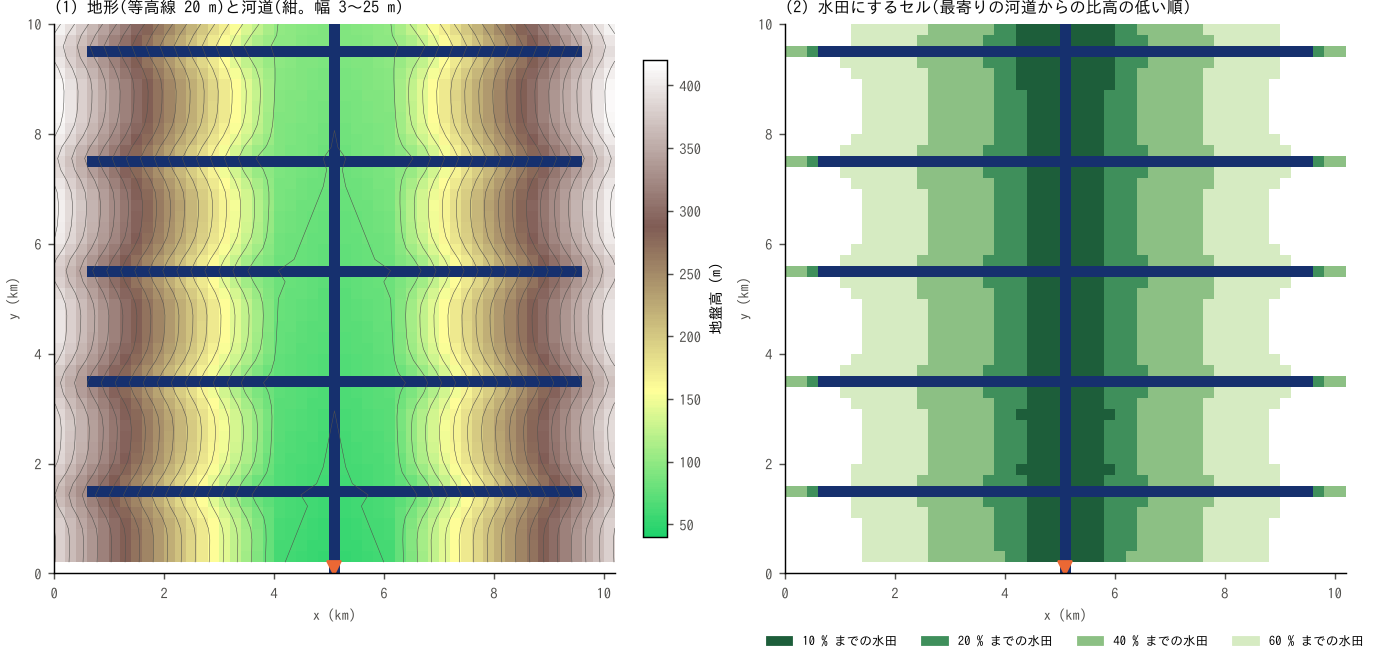 (1) 地形(等高線 20 m)と河道(紺。幅 3～25 m)
10
8
6
4
2
0
y (km)
0 2 4 6 8 10
x (km)
400
350
300
250
200
150
100
50
地盤高 (m)
(2) 水田にするセル(最寄りの河道からの比高の低い順)
10
8
6
4
2
0
y (km)
0 2 4 6 8 10
x (km)
10 % までの水田 20 % までの水田 40 % までの水田 60 % までの水田